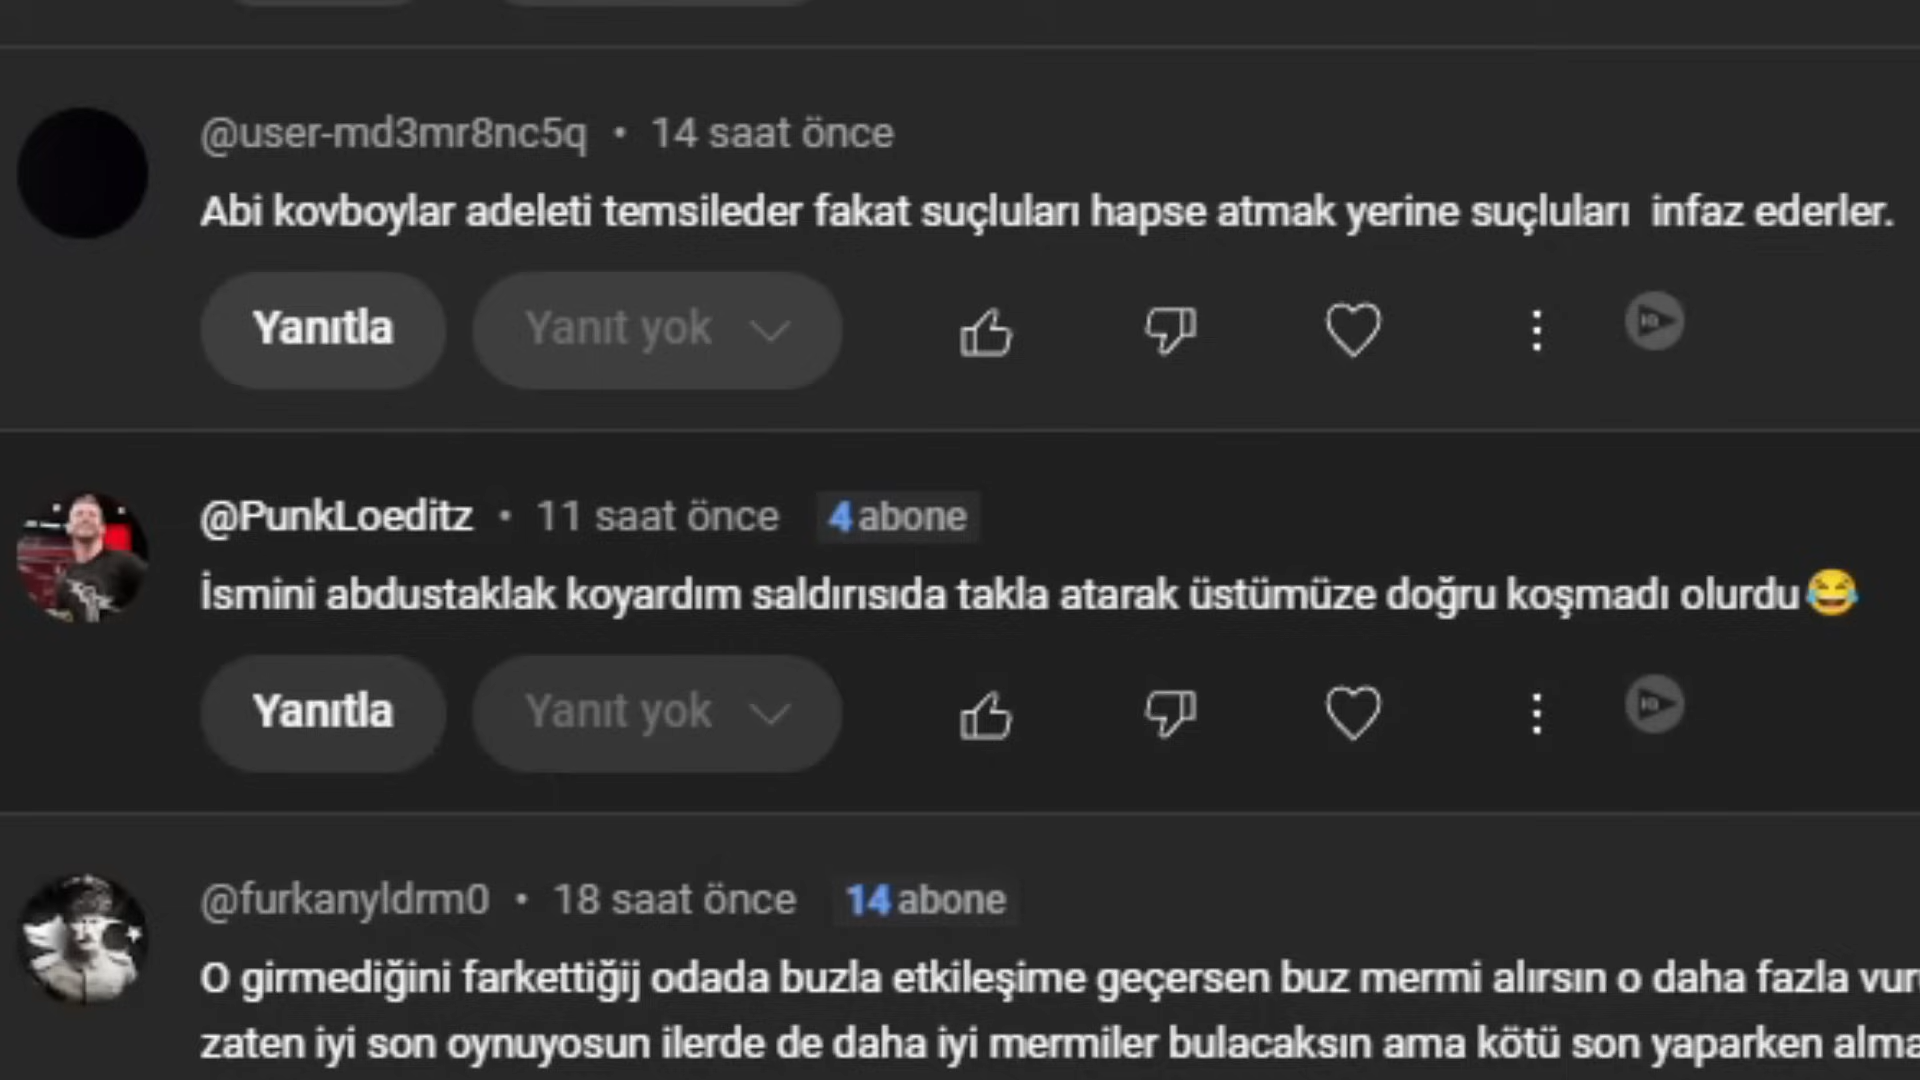 @user-md3mr8nc5q • 14 saat önce
Abi kovboylar adeleti temsileder fakat suçluları hapse atmak yerine suçluları infaz ederler.
Yanıtla Yanıt yok
@PunkLoeditz • 11 saat önce 4 abone
İsmini abdustaklak koyardım saldırısıda takla atarak üstümüze doğru koşmadı olurdu😂
Yanıtla Yanıt yok
@furkanyldrm0 • 18 saat önce 14 abone
O girmediğini farkettiğij odada buzla etkileşime geçersen buz mermi alırsın o daha fazla
zaten iyi son oynuyosun ilerde de daha iyi mermiler bulacaksın ama kötü son yaparken